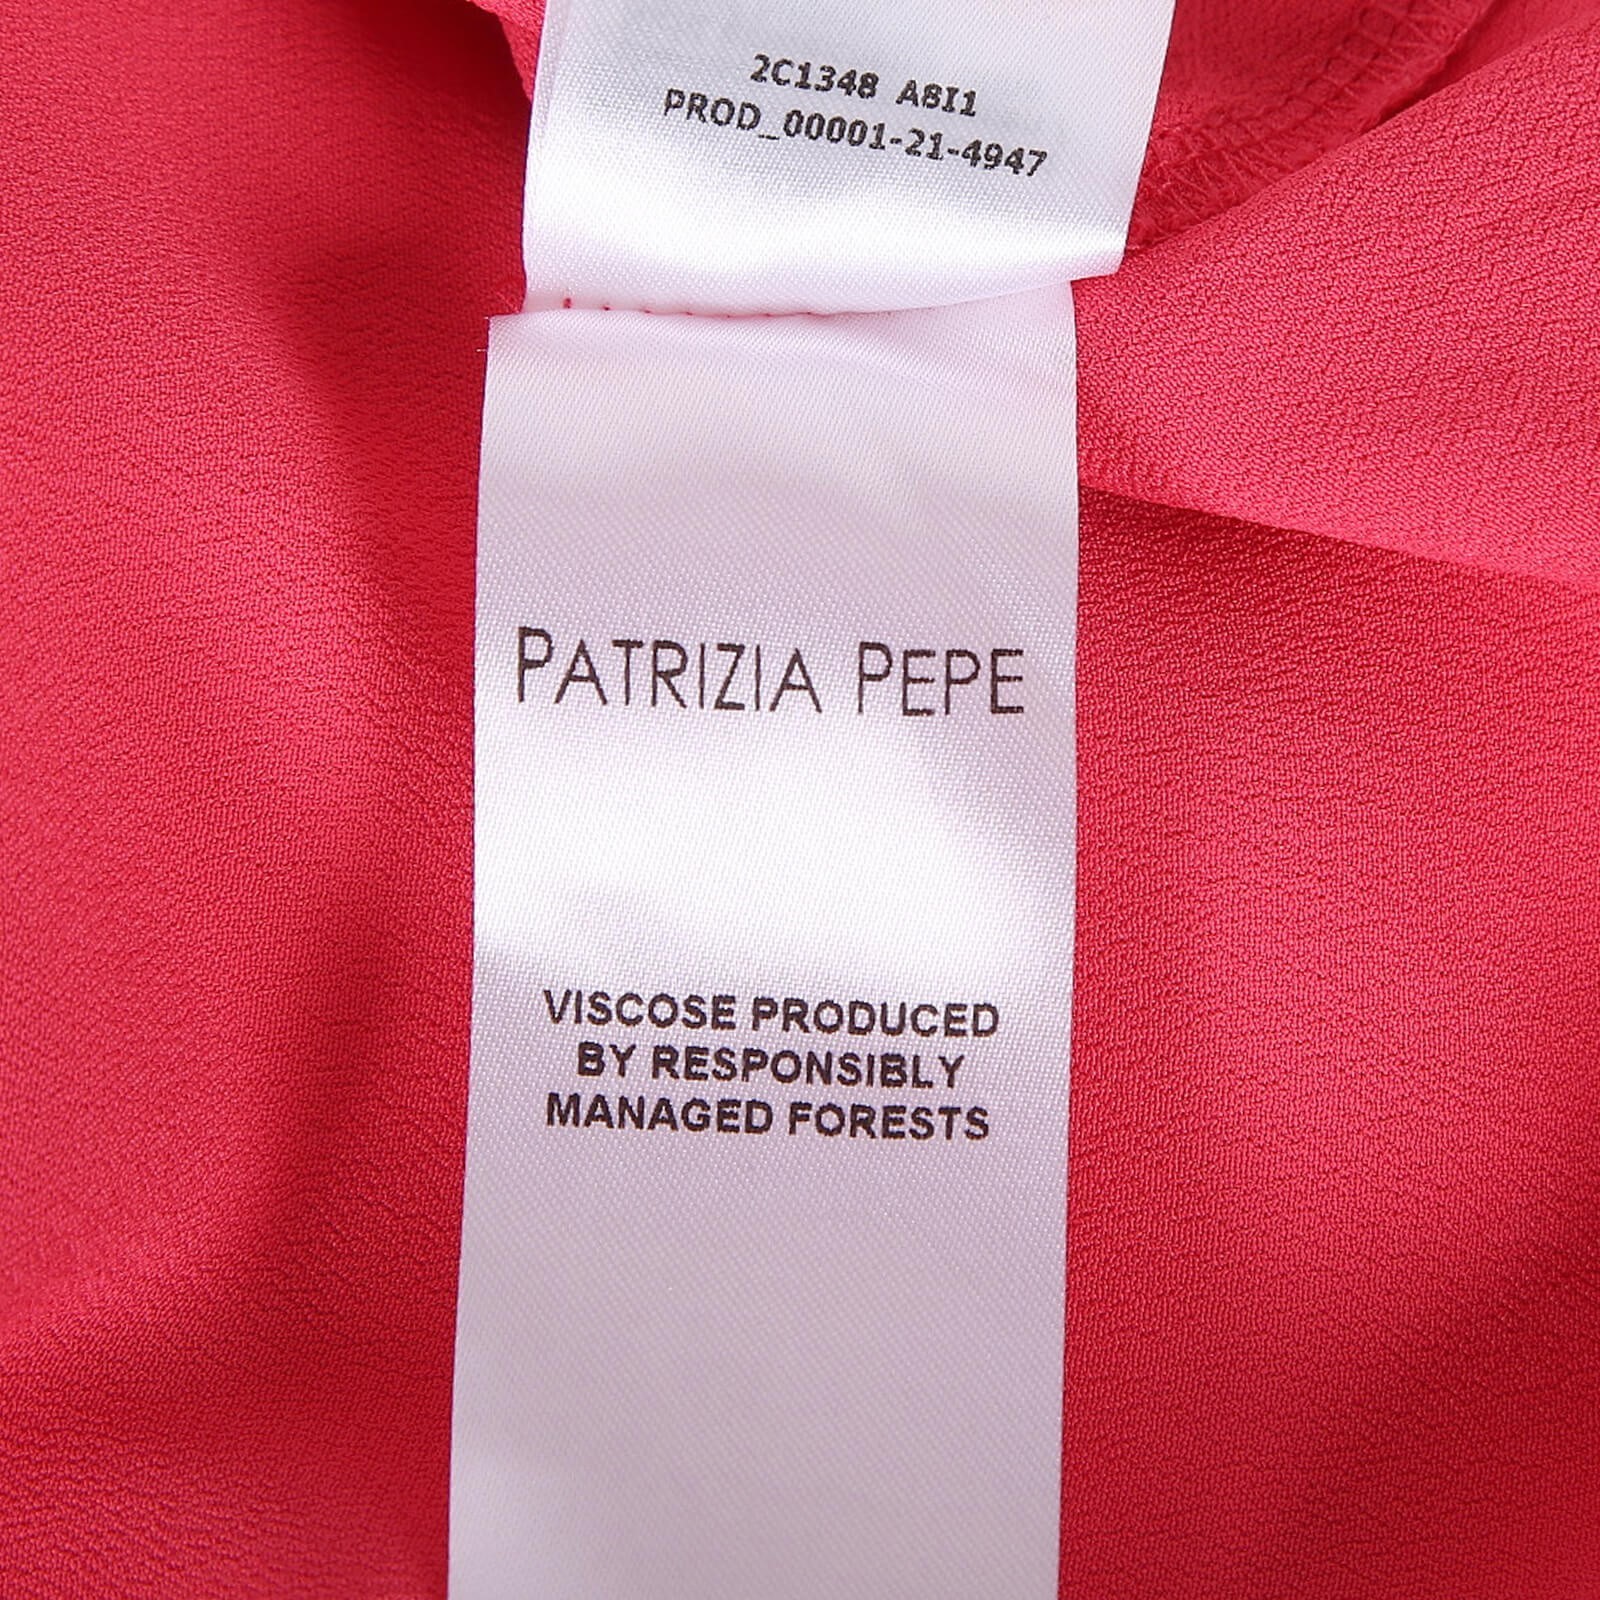 2C1348 A8I1
PROD_00001-21-4947
PATRIZIA PEPE
VISCOSE PRODUCED
BY RESPONSIBLY
MANAGED FORESTS